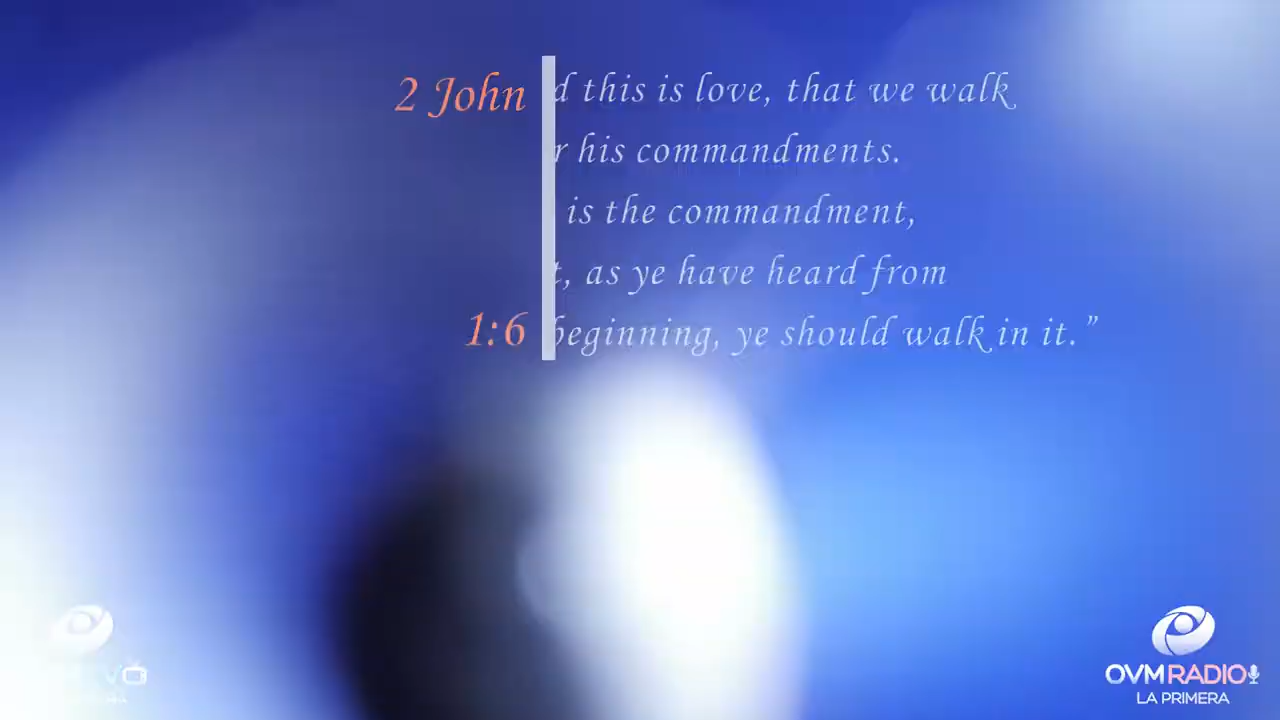 2 John
1:6
d this is love, that we walk
r his commandments.
is the commandment,
t, as ye have heard from
beginning, ye should walk in it.”
OVMRADIO
LA PRIMERA